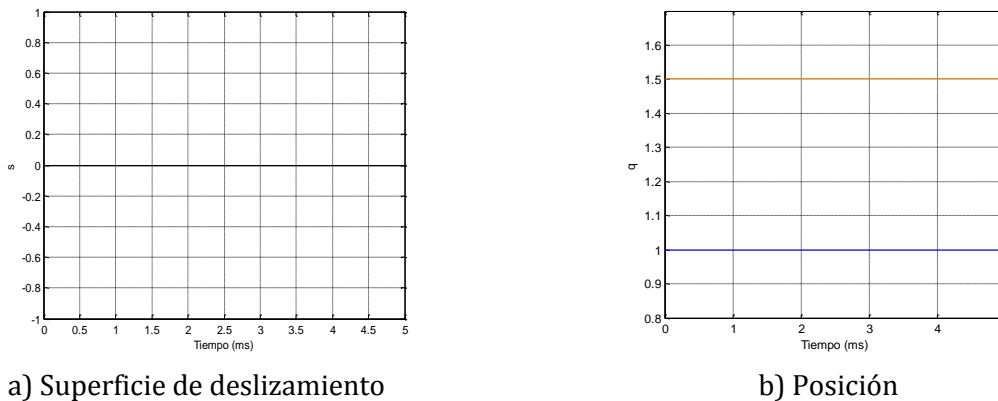 1
0.8
0.6
0.4
0.2
0
-0.2
-0.4
-0.6
-0.8
-1
s
0 0.5 1 1.5 2 2.5 3 3.5 4 4.5 5
Tiempo (ms)
a) Superficie de deslizamiento
1.6
1.5
1.4
1.3
1.2
1.1
1
0.9
0.8
q
0 1 2 3 4
Tiempo (ms)
b) Posición